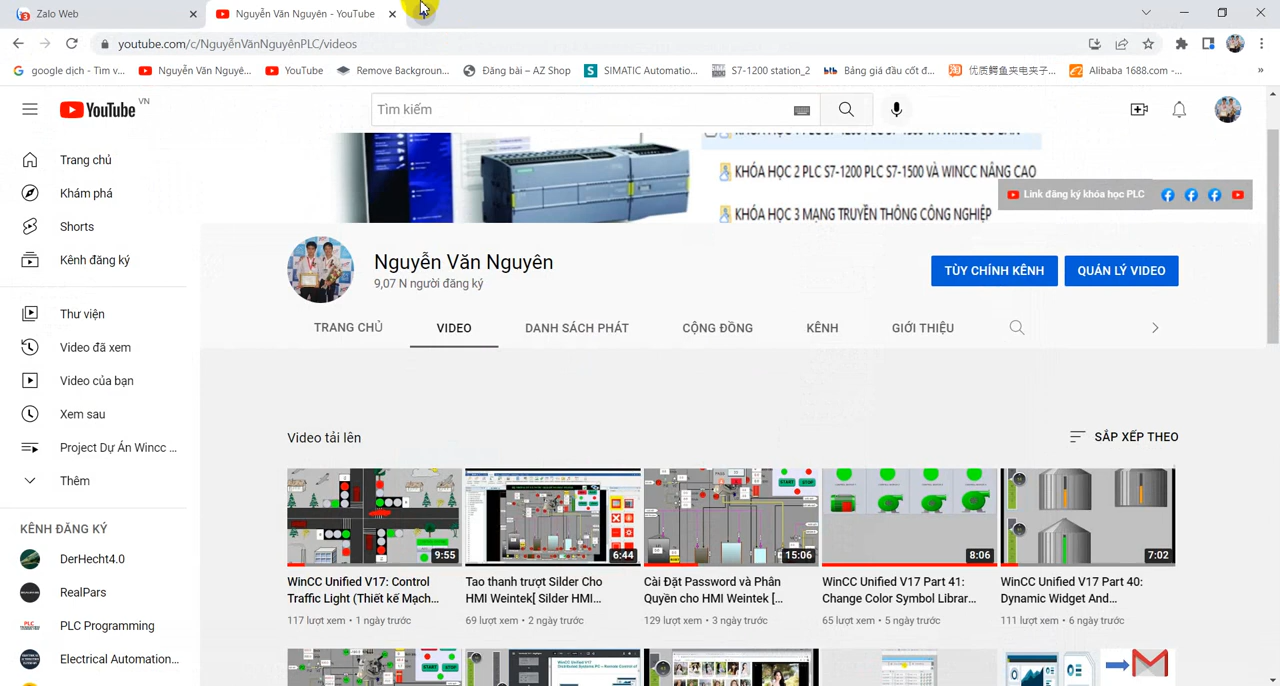 Zalo Web
Nguyễn Văn Nguyên - YouTube
youtube.com/c/NguyễnVănNguyênPLC/videos
google dịch - Tìm v...
Nguyễn Văn Nguyê...
YouTube
Remove Backgroun...
Đăng bài – AZ Shop
SIMATIC Automatio...
S7-1200 station_2
Bảng giá đầu cốt đ...
优质鳄鱼夹电夹子...
Alibaba 1688.com -...
»
YouTube VN
Tìm kiếm
Trang chủ
Khám phá
Shorts
Kênh đăng ký
Thư viện
Video đã xem
Video của bạn
Xem sau
Project Dự Án Wincc ...
Thêm
KÊNH ĐĂNG KÝ
DerHecht4.0
RealPars
PLC Programming
Electrical Automation...
KHÓA HỌC 2 PLC S7-1200 PLC S7-1500 VÀ WINCC NÂNG CAO
Link đăng ký khóa học PLC
KHÓA HỌC 3 MẠNG TRUYỀN THÔNG CÔNG NGHIỆP
Nguyễn Văn Nguyên
9,07 N người đăng ký
TÙY CHỈNH KÊNH
QUẢN LÝ VIDEO
TRANG CHỦ
VIDEO
DANH SÁCH PHÁT
CỘNG ĐỒNG
KÊNH
GIỚI THIỆU
Video tải lên
SẮP XẾP THEO
START
STOP
9:55
6:44
15:06
8:06
7:02
WinCC Unified V17: Control
Traffic Light (Thiết kế Mạch...
117 lượt xem • 1 ngày trước
Tao thanh trượt Silder Cho
HMI Weintek[ Silder HMI...
69 lượt xem • 2 ngày trước
Cài Đặt Password và Phân
Quyền cho HMI Weintek [...
129 lượt xem • 3 ngày trước
WinCC Unified V17 Part 41:
Change Color Symbol Librar...
65 lượt xem • 5 ngày trước
WinCC Unified V17 Part 40:
Dynamic Widget And...
111 lượt xem • 6 ngày trước
WinCC Unified V17